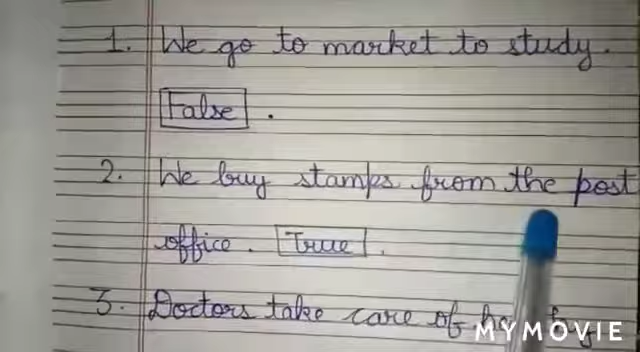 1. We go to market to study.
False .
2. We buy stamps from the post
office. True .
3. Doctors take care of
MYMOVIE